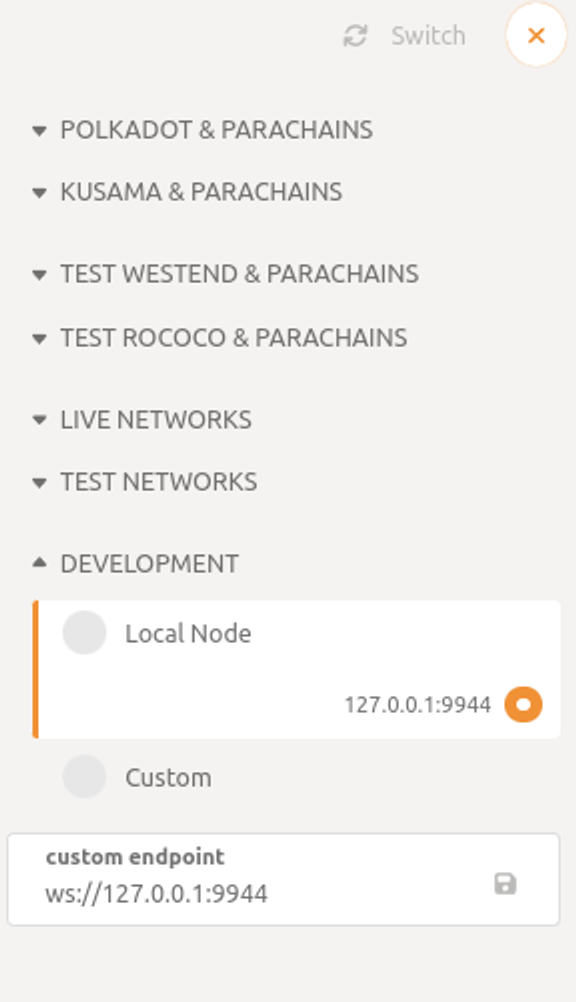 Switch
POLKADOT & PARACHAINS
KUSAMA & PARACHAINS
TEST WESTEND & PARACHAINS
TEST ROCOCO & PARACHAINS
LIVE NETWORKS
TEST NETWORKS
DEVELOPMENT
Local Node
127.0.0.1:9944
Custom
custom endpoint
ws://127.0.0.1:9944